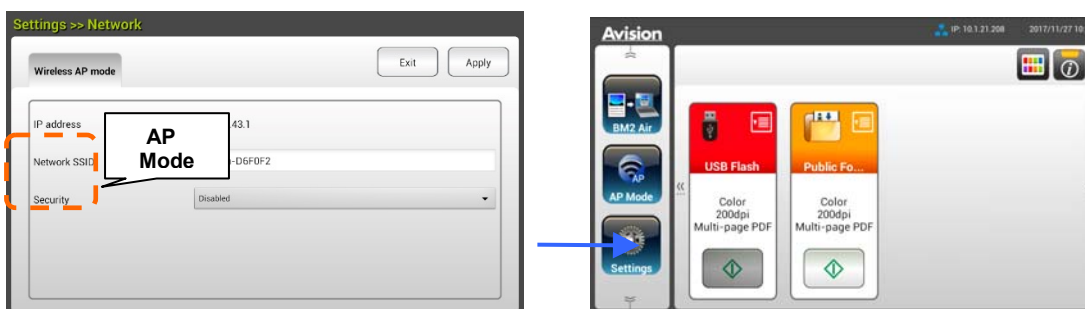 Settings >> Network
Wireless AP mode
Exit
Apply
IP address
.43.1
AP
Mode
Network SSID
-D6F0F2
Security
Disabled
Avision
IP: 10.1.21.208
2017/11/27 10:
BM2 Air
AP
AP Mode
Settings
USB Flash
Color
200dpi
Multi-page PDF
Public Fo...
Color
200dpi
Multi-page PDF